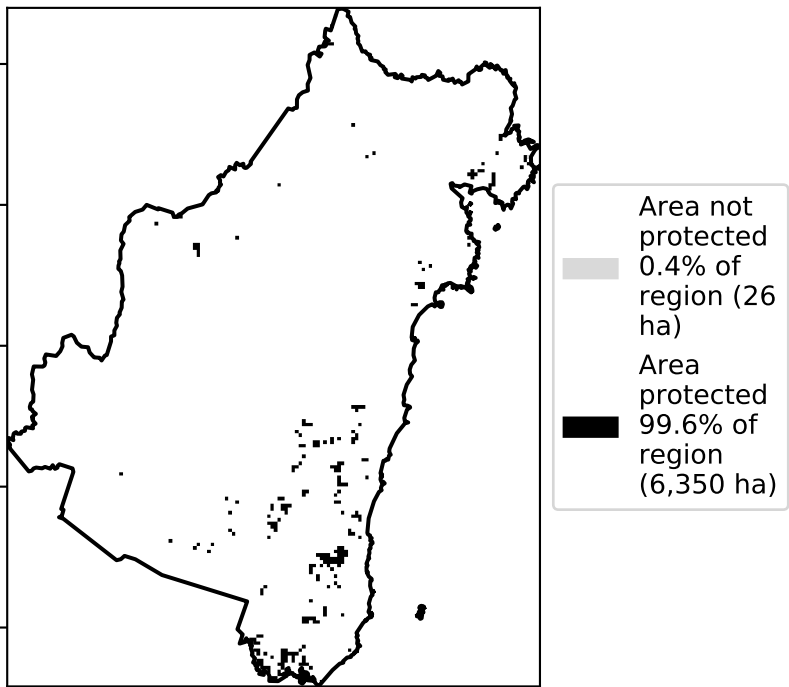 Area not
protected
0.4% of
region (26
ha)
Area
protected
99.6% of
region
(6,350 ha)